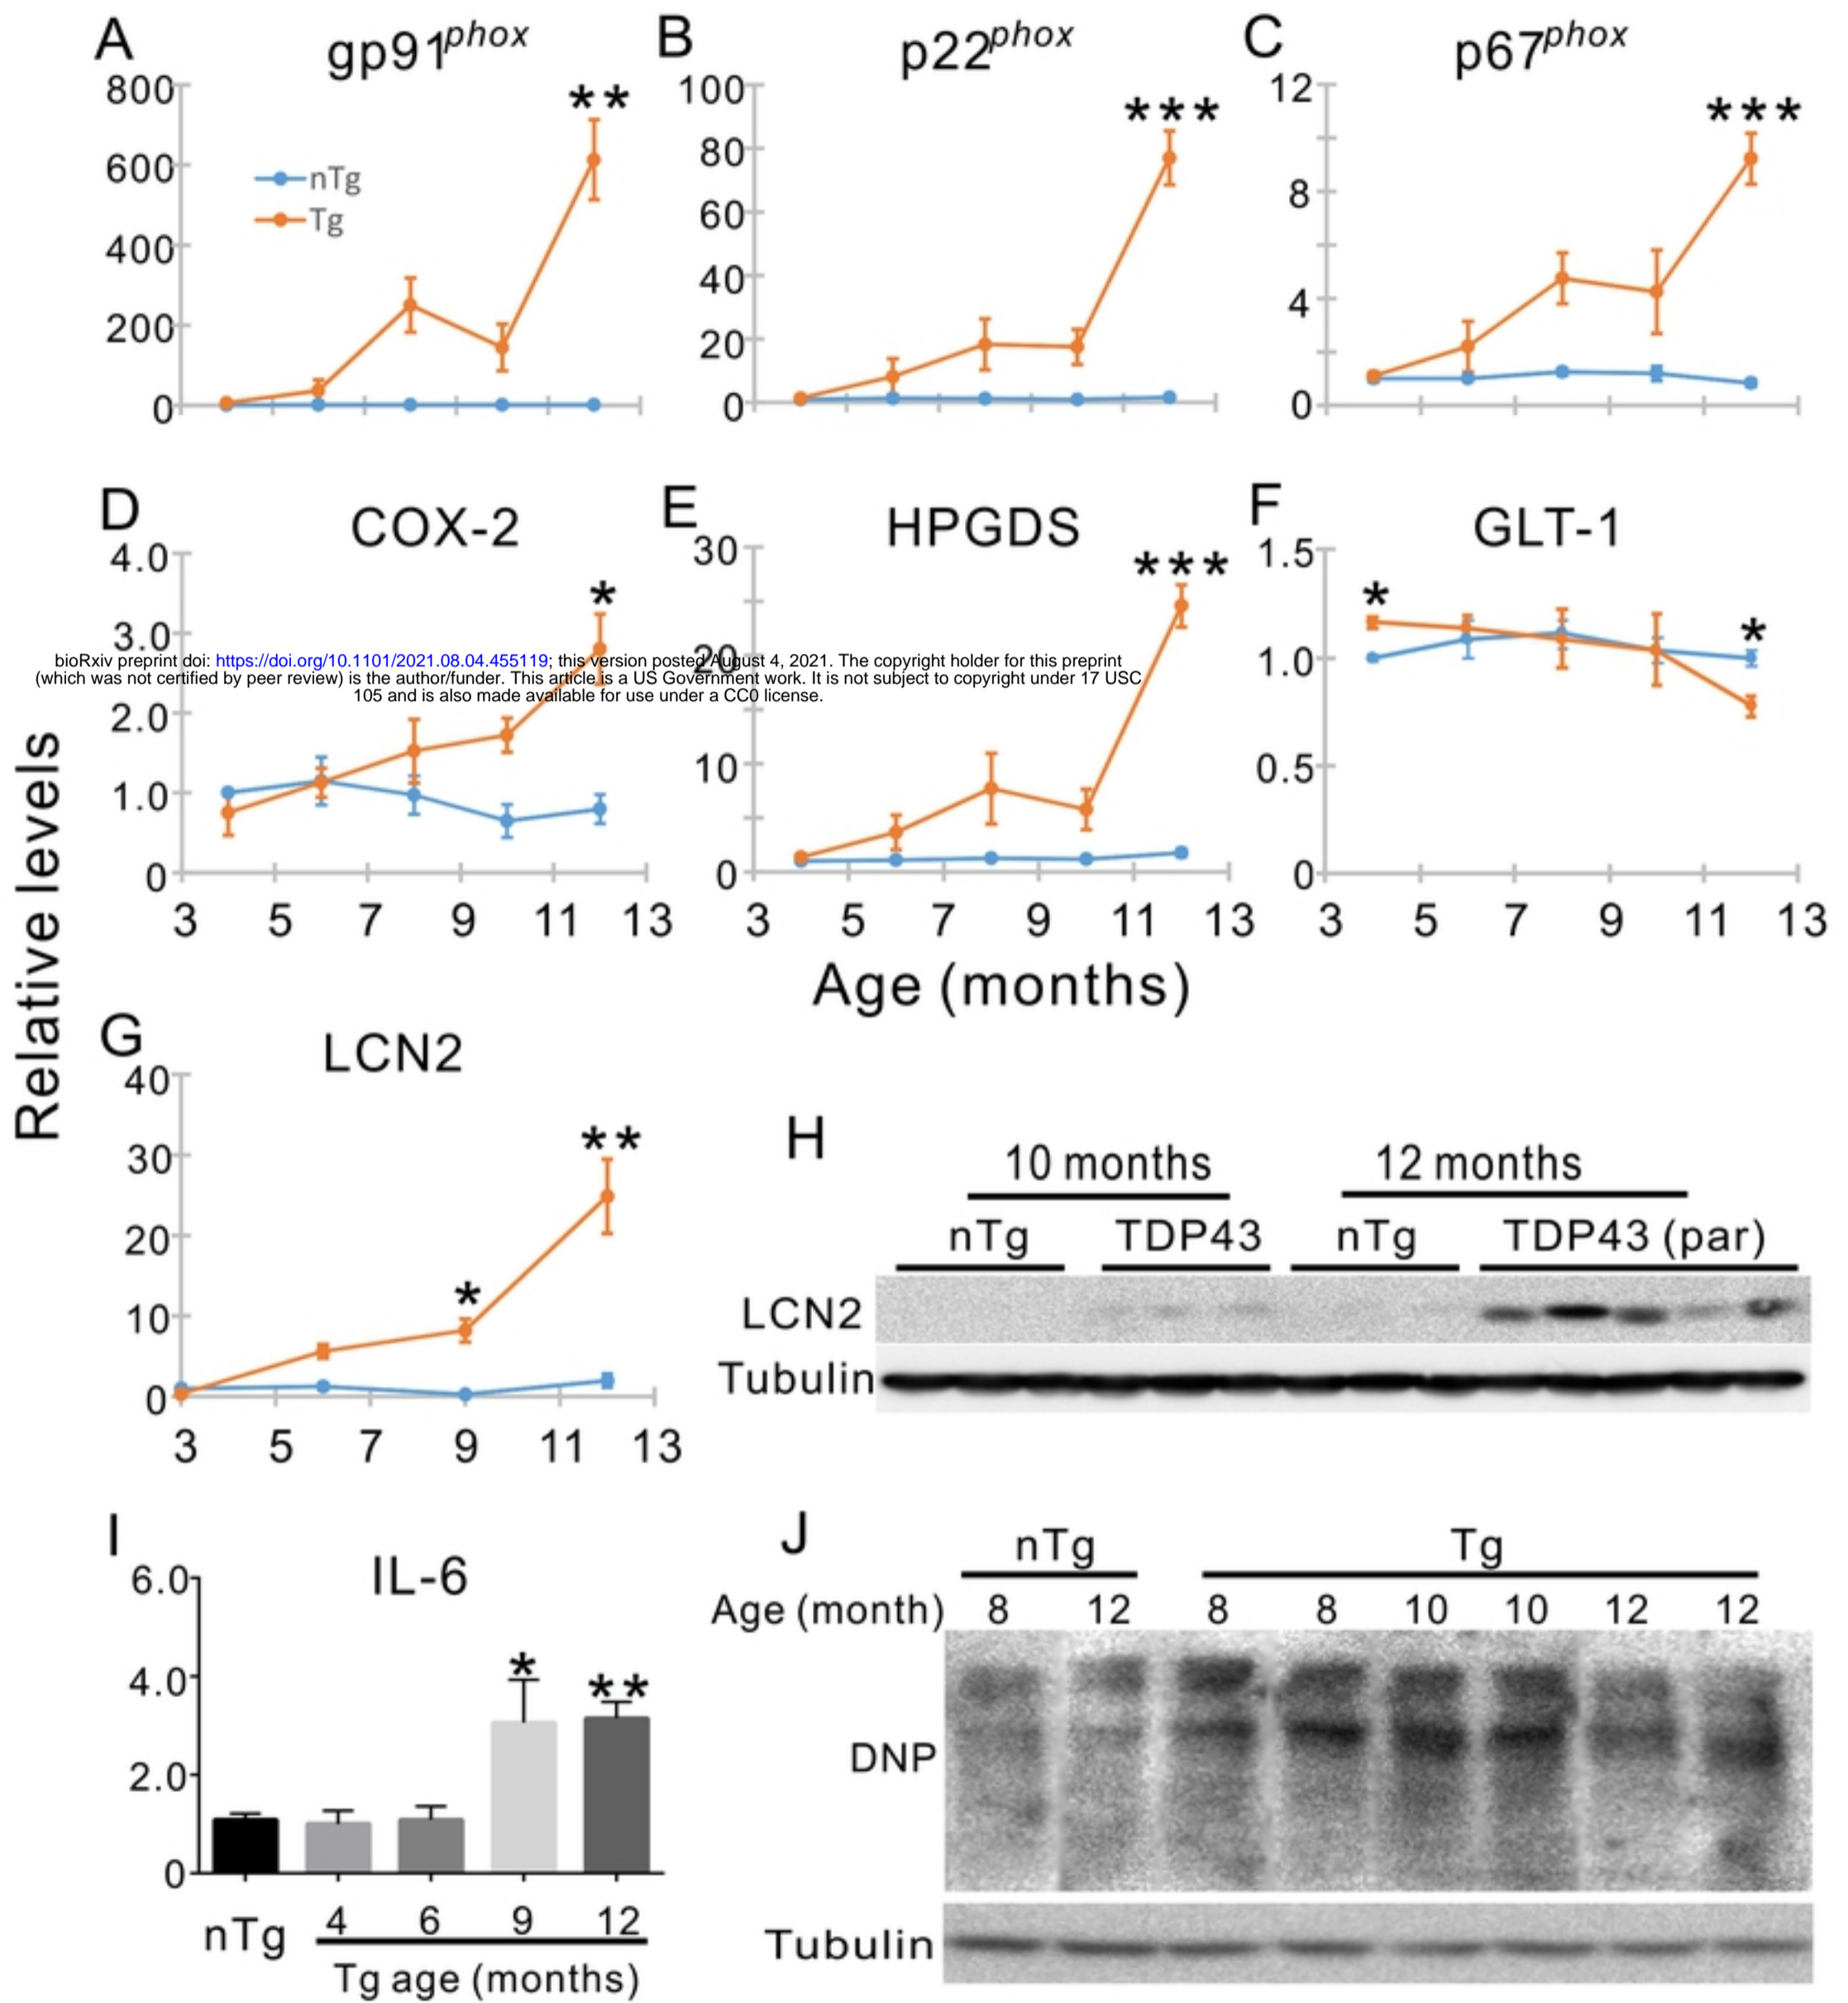 A gp91phox
B p22phox
C p67phox
800
600
400
200
0
nTg
Tg
**
100
80
60
40
20
0
***
12
8
4
0
***
D COX-2
E HPGDS
F GLT-1
4.0
3.0
2.0
1.0
0
*
30
20
10
0
***
1.5
1.0
0.5
0
*
*
bioRxiv preprint doi: https://doi.org/10.1101/2021.08.04.455119; this version posted August 4, 2021. The copyright holder for this preprint
(which was not certified by peer review) is the author/funder. This article is a US Government work. It is not subject to copyright under 17 USC
105 and is also made available for use under a CC0 license.
3 5 7 9 11 13
3 5 7 9 11 13
3 5 7 9 11 13
Relative levels
Age (months)
G LCN2
40
30
20
10
0
*
**
3 5 7 9 11 13
H
10 months 12 months
nTg TDP43 nTg TDP43 (par)
LCN2
Tubulin
I IL-6
6.0
4.0
2.0
0
*
**
nTg 4 6 9 12
Tg age (months)
J
nTg Tg
Age (month) 8 12 8 8 10 10 12 12
DNP
Tubulin